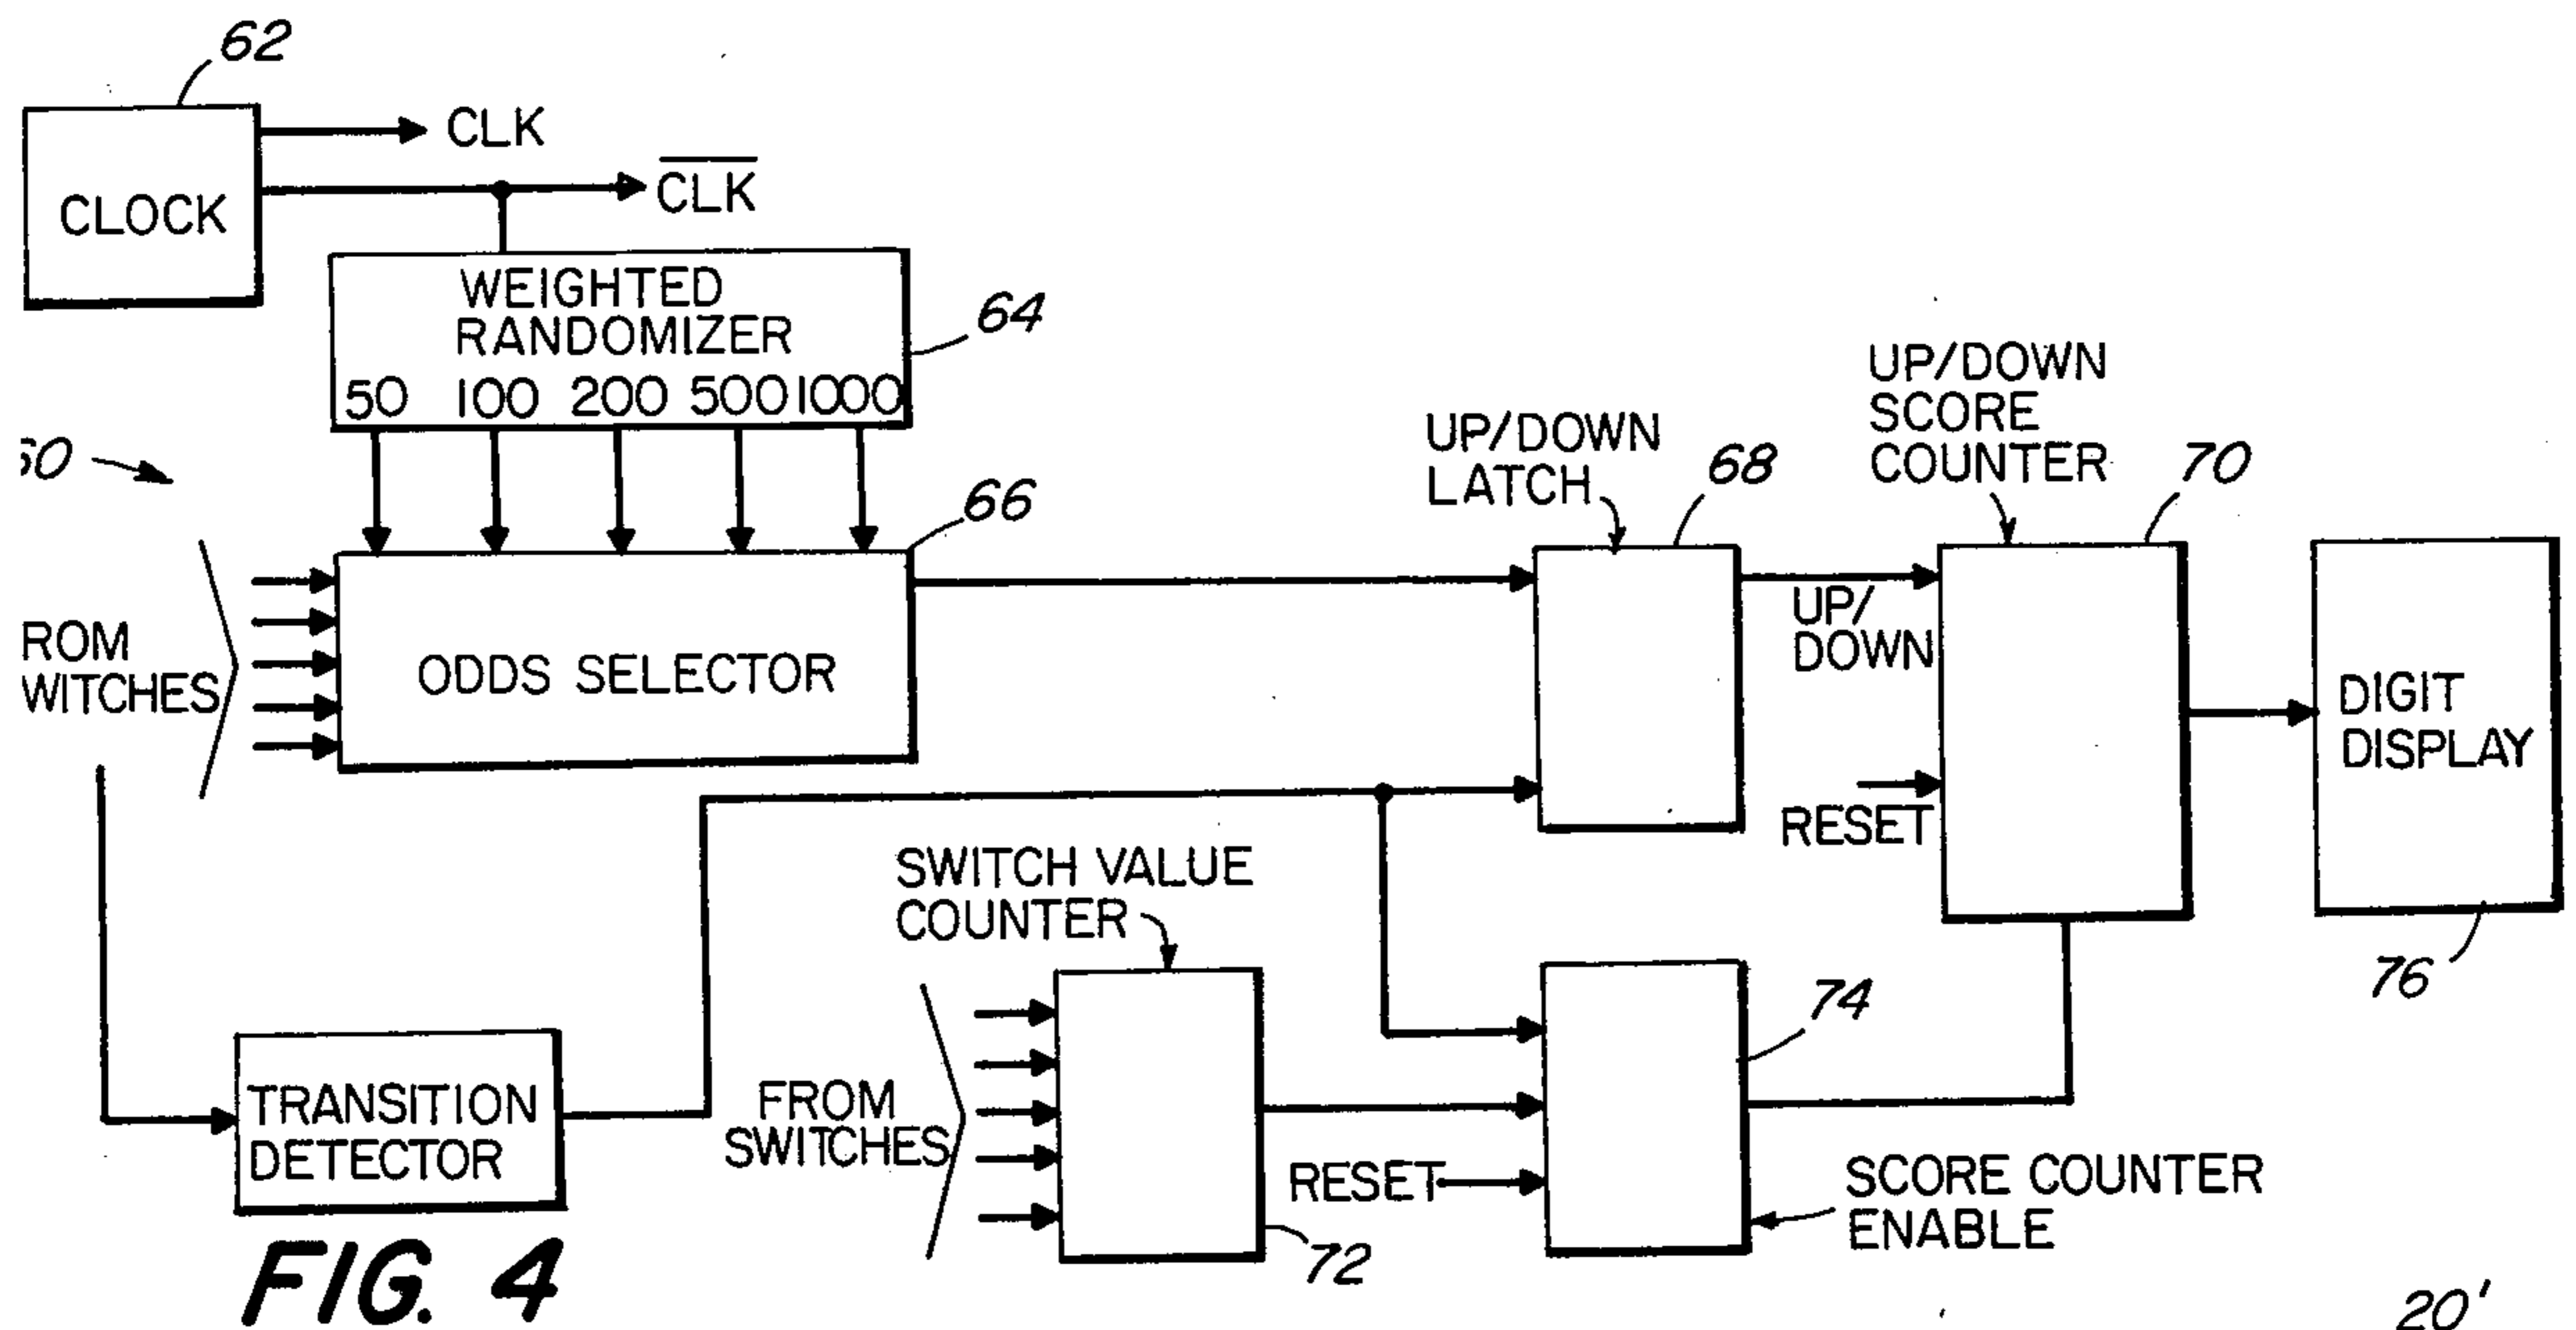 62
CLK
CLK
CLOCK
WEIGHTED
RANDOMIZER
50 100 200 500 1000
64
66
ROM
WITCHES
ODDS SELECTOR
UP/DOWN
LATCH
68
UP/DOWN
SCORE
COUNTER
70
UP/
DOWN
RESET
DIGIT
DISPLAY
76
TRANSITION
DETECTOR
SWITCH VALUE
COUNTER
FROM
SWITCHES
72
RESET
74
SCORE COUNTER
ENABLE
FIG. 4
20'